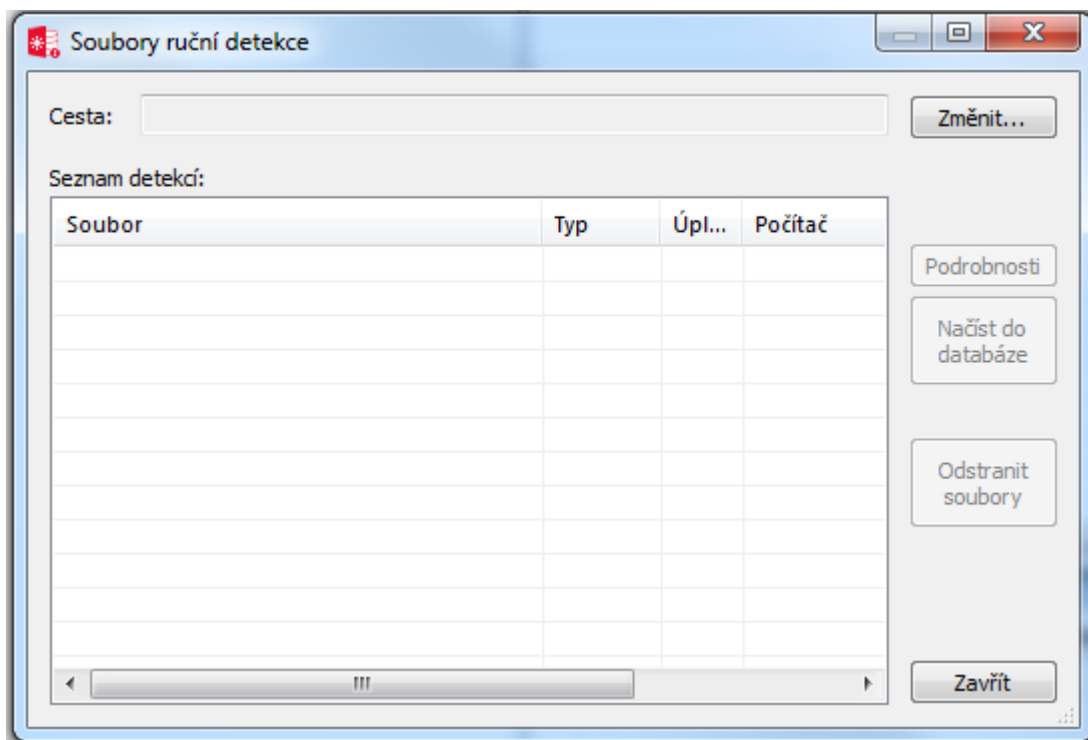 Soubory ruční detekce
Cesta:
Změnit...
Seznam detekcí:
Soubor Typ Úpl... Počítač
Podrobnosti
Načíst do
databáze
Odstranit
soubory
Zavřít